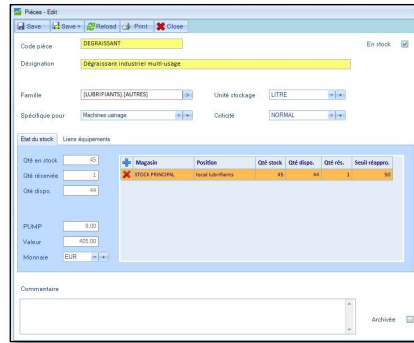 Pièces - Edit
Save Save + Reload Print Close
Code pièce DEGRAISSANT En stock
Désignation Dégraissant industriel multi-usage
Famille [LUBRIFIANTS].[AUTRES] Unité stockage LITRE
Spécifique pour Machines usinage Criticité NORMAL
Etat du stock Liens équipements
Qté en stock 45
Qté réservée 1
Qté dispo. 44
Magasin Position Qté stock Qté dispo. Qté rés. Seuil réappro.
STOCK PRINCIPAL local lubrifiants 45 44 1 50
PUMP 9.00
Valeur 405.00
Monnaie EUR
Commentaire
Archivée